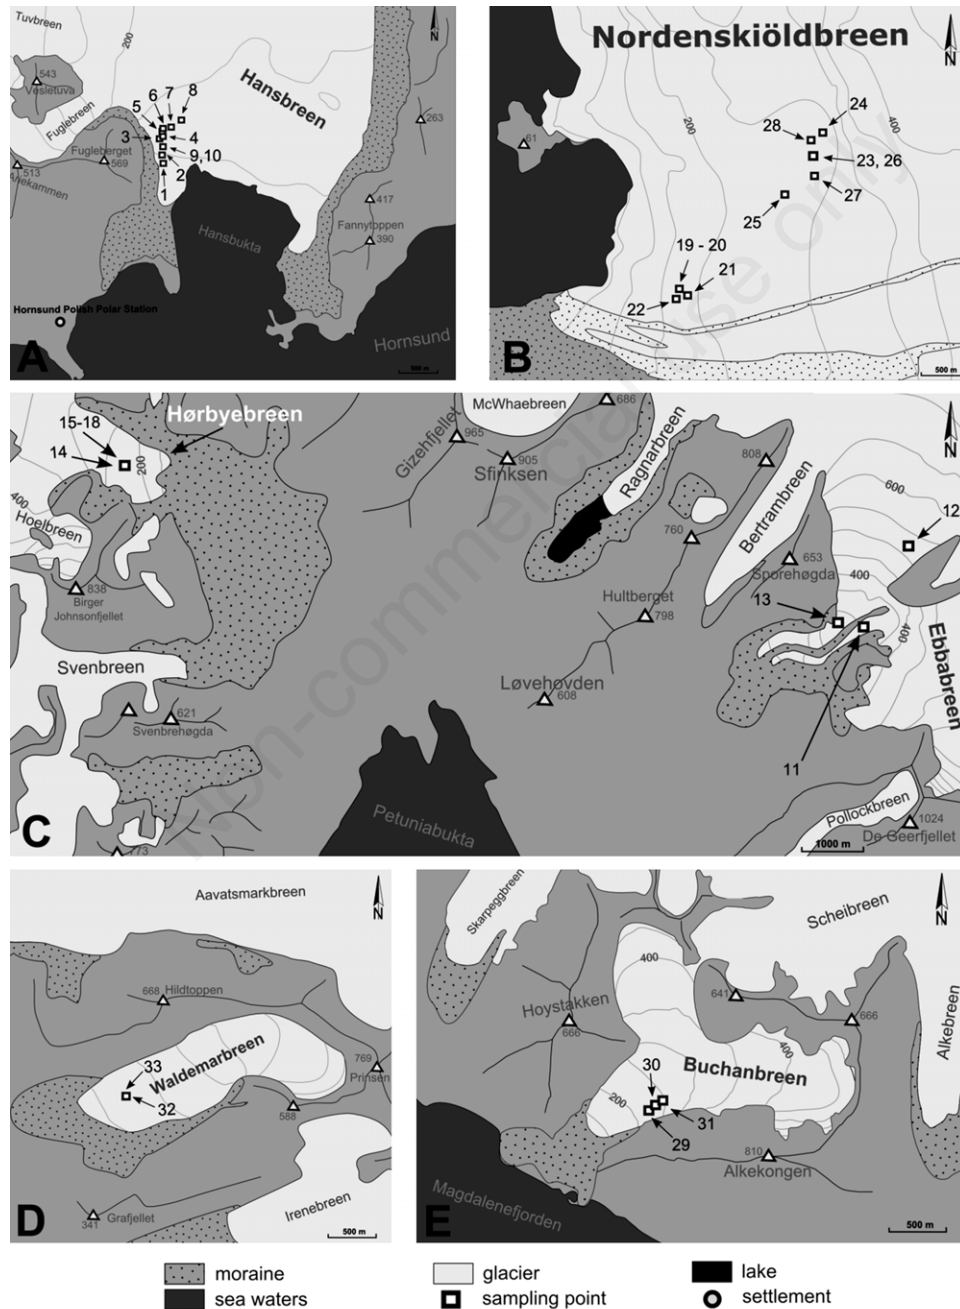 Tuvbreen
200
N
543
Vesletuva
Fuglebreen
Hansbreen
6 7 8
5
3
4
9,10
2
1
263
Fugleberget
569
513
417
Fannytoppen
390
Hansbukta
Hornsund Polish Polar Station
Hornsund
A
500 m
Nordenskiöldbreen
N
200
400
24
28
61
23, 26
27
25
19 - 20
21
22
B
500 m
Hørbyebreen
15-18
14
200
400
Hoelbreen
838
Birger
Johnsonfjellet
Svenbreen
621
Svenbrehøgda
773
McWhaebreen
686
965
Gizehfjellet
905
Sfinksen
Ragnarbreen
808
760
Bertrambreen
653
Sporehøgda
Hultberget
798
Løvehovden
608
N
600
12
400
13
400
Ebbabreen
11
Petuniabukta
Pollockbreen
1024
De Geerfjellet
C
1000 m
Aavatsmarkbreen
N
668 Hildtoppen
Waldemarbreen
769
Prinsen
33
32
588
Irenebreen
Grafjellet
341
D
500 m
Skarpeggbreen
Scheibreen
N
400
641
666
Hoystakken
666
Alkebreen
400
Buchanbreen
30
200
31
29
810
Alkekongen
Magdalenefjorden
E
500 m
Non-commercial use only
moraine
glacier
lake
sea waters
sampling point
settlement